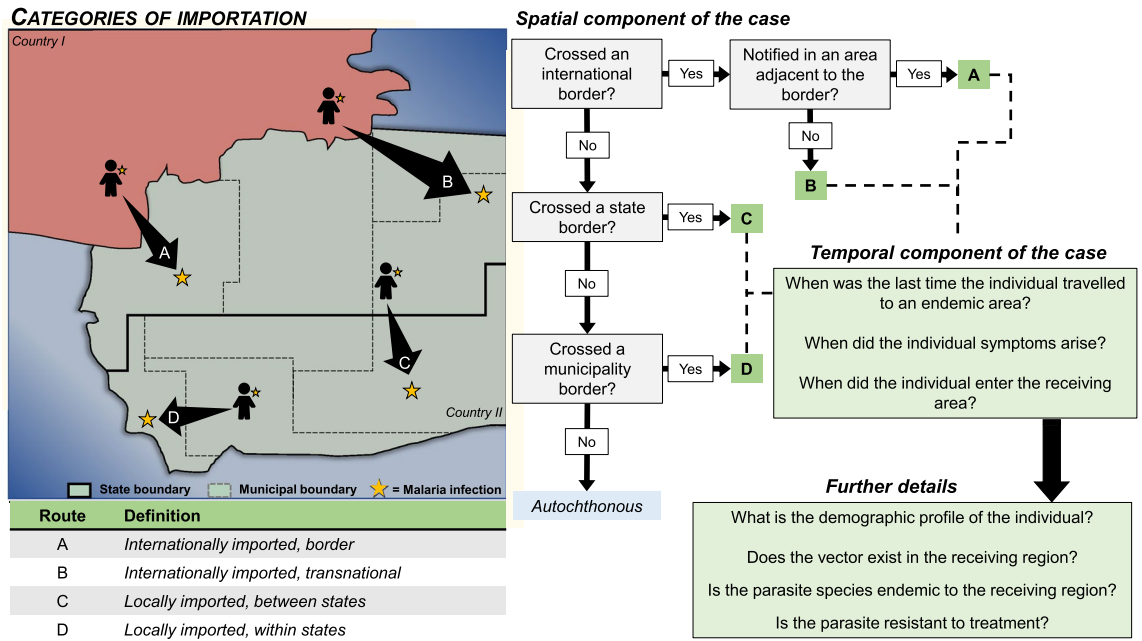 CATEGORIES OF IMPORTATION
Country I
B
A
C
D
Country II
State boundary
Municipal boundary
= Malaria infection
Route Definition
A Internationally imported, border
B Internationally imported, transnational
C Locally imported, between states
D Locally imported, within states
Spatial component of the case
Crossed an
international
border?
Yes
Notified in an area
adjacent to the
border?
Yes
A
No
No
B
Crossed a state
border?
Yes
C
No
Crossed a
municipality
border?
Yes
D
No
Autochthonous
Temporal component of the case
When was the last time the individual travelled
to an endemic area?
When did the individual symptoms arise?
When did the individual enter the receiving
area?
Further details
What is the demographic profile of the individual?
Does the vector exist in the receiving region?
Is the parasite species endemic to the receiving region?
Is the parasite resistant to treatment?